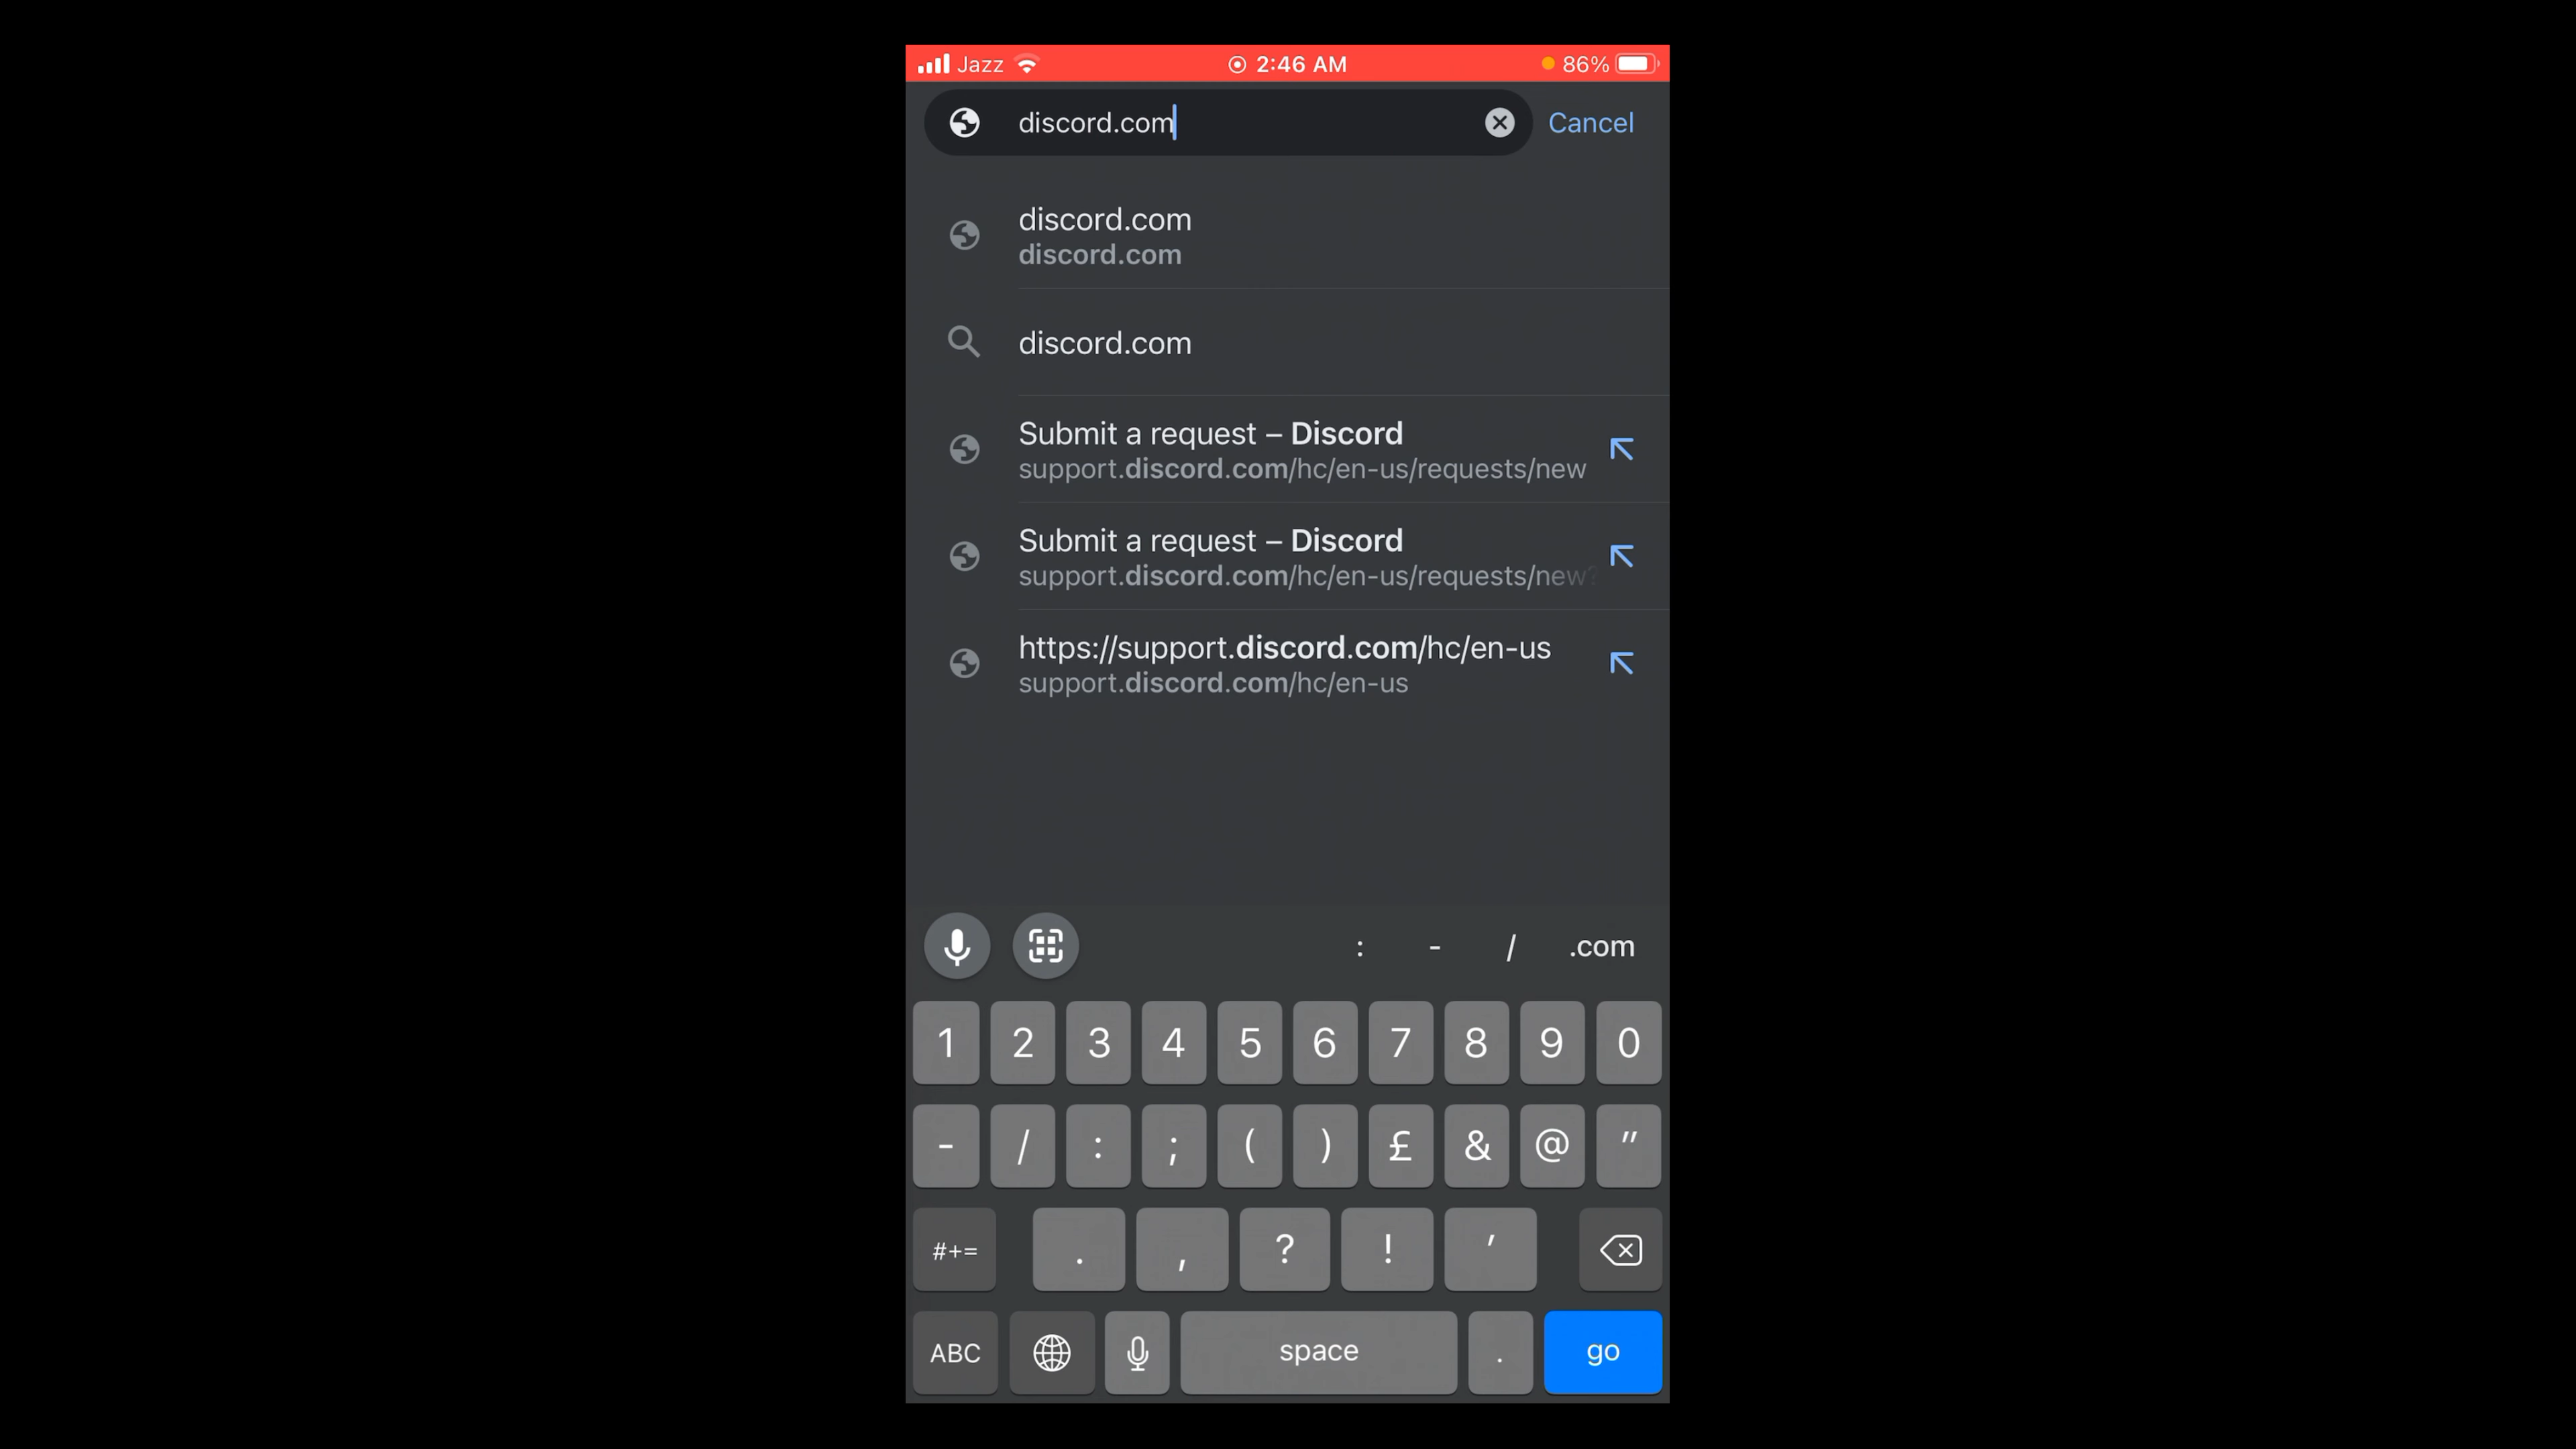 Jazz 2:46 AM 86%
discord.com Cancel
discord.com
discord.com
discord.com
Submit a request – Discord
support.discord.com/hc/en-us/requests/new
Submit a request – Discord
support.discord.com/hc/en-us/requests/new?
https://support.discord.com/hc/en-us
support.discord.com/hc/en-us
: - / .com
1 2 3 4 5 6 7 8 9 0
- / : ; ( ) £ & @ "
#+= . , ? ! '
ABC space . go